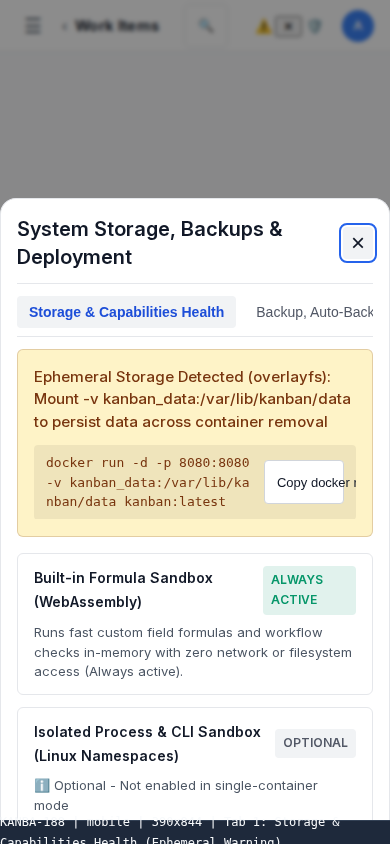 ‹ Work Items
A
System Storage, Backups &
Deployment
Storage & Capabilities Health
Backup, Auto-Back
Ephemeral Storage Detected (overlayfs):
Mount -v kanban_data:/var/lib/kanban/data
to persist data across container removal
docker run -d -p 8080:8080
-v kanban_data:/var/lib/ka
nban/data kanban:latest
Copy docker r
Built-in Formula Sandbox
(WebAssembly)
ALWAYS
ACTIVE
Runs fast custom field formulas and workflow
checks in-memory with zero network or filesystem
access (Always active).
Isolated Process & CLI Sandbox
(Linux Namespaces)
OPTIONAL
ℹ️ Optional - Not enabled in single-container
mode
KANBA-188 | mobile | 390x844 | Tab 1: Storage &
Capabilities Health (Ephemeral Warning)